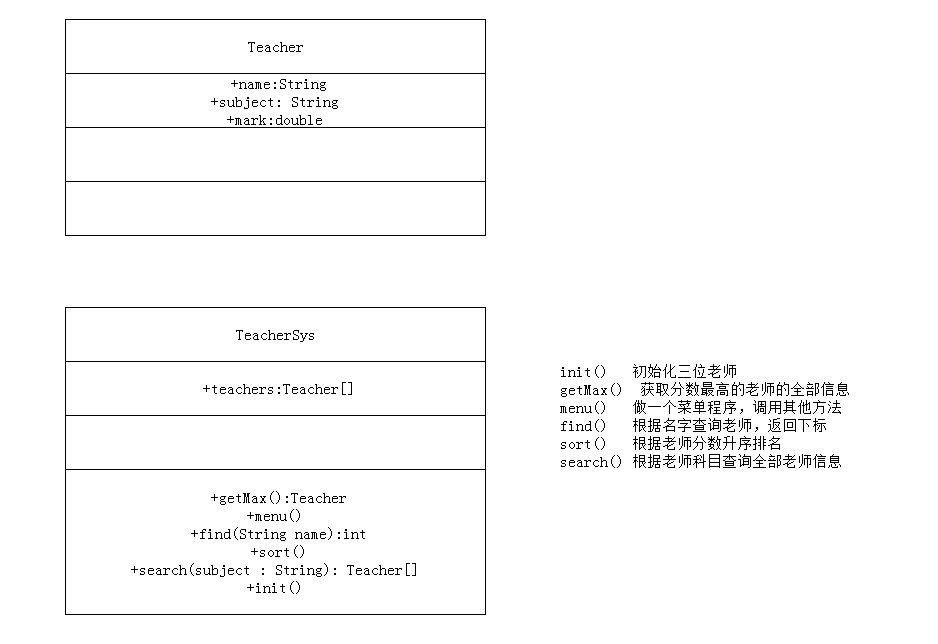 Teacher
+name:String
+subject: String
+mark:double
TeacherSys
+teachers:Teacher[]
+getMax():Teacher
+menu()
+find(String name):int
+sort()
+search(subject : String): Teacher[]
+init()
init() 初始化三位老师
getMax() 获取分数最高的老师的全部信息
menu() 做一个菜单程序，调用其他方法
find() 根据名字查询老师，返回下标
sort() 根据老师分数升序排名
search() 根据老师科目查询全部老师信息